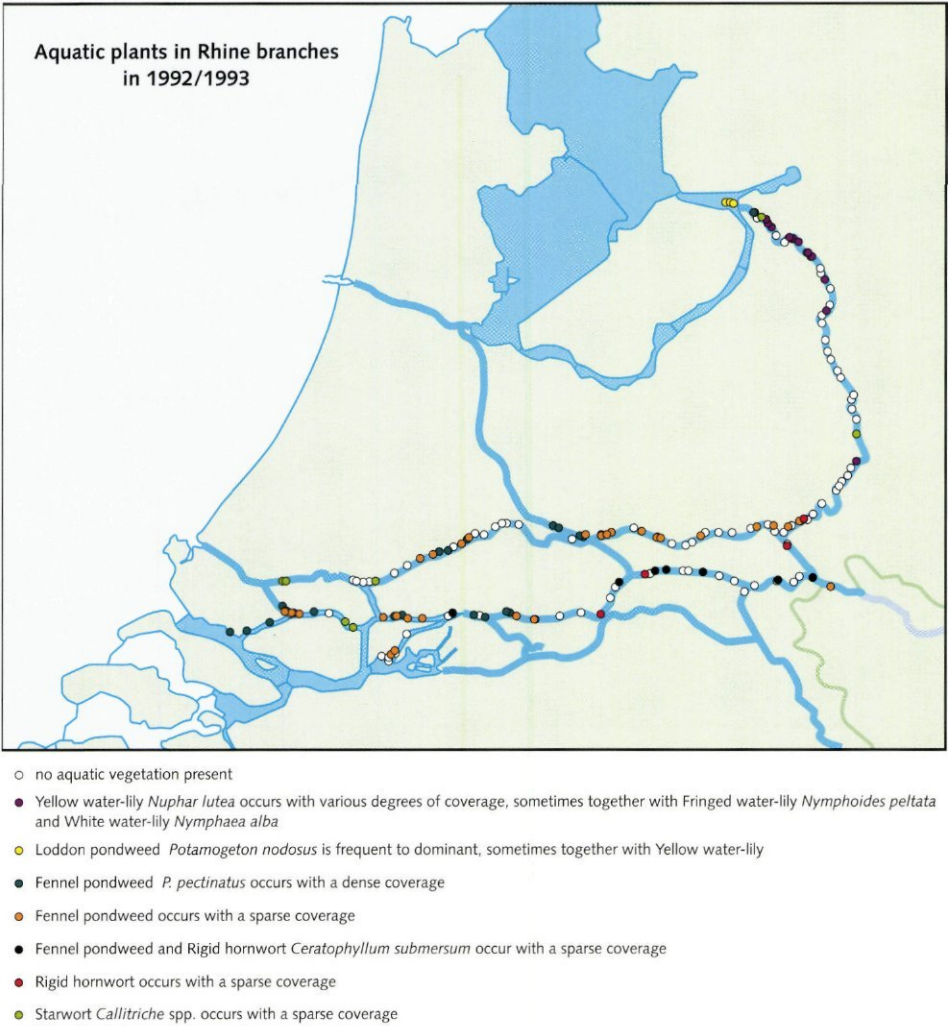 Aquatic plants in Rhine branches
in 1992/1993
no aquatic vegetation present
Yellow water-lily Nuphar lutea occurs with various degrees of coverage, sometimes together with Fringed water-lily Nymphoides peltata
and White water-lily Nymphaea alba
Loddon pondweed Potamogeton nodosus is frequent to dominant, sometimes together with Yellow water-lily
Fennel pondweed P. pectinatus occurs with a dense coverage
Fennel pondweed occurs with a sparse coverage
Fennel pondweed and Rigid hornwort Ceratophyllum submersum occur with a sparse coverage
Rigid hornwort occurs with a sparse coverage
Starwort Callitriche spp. occurs with a sparse coverage